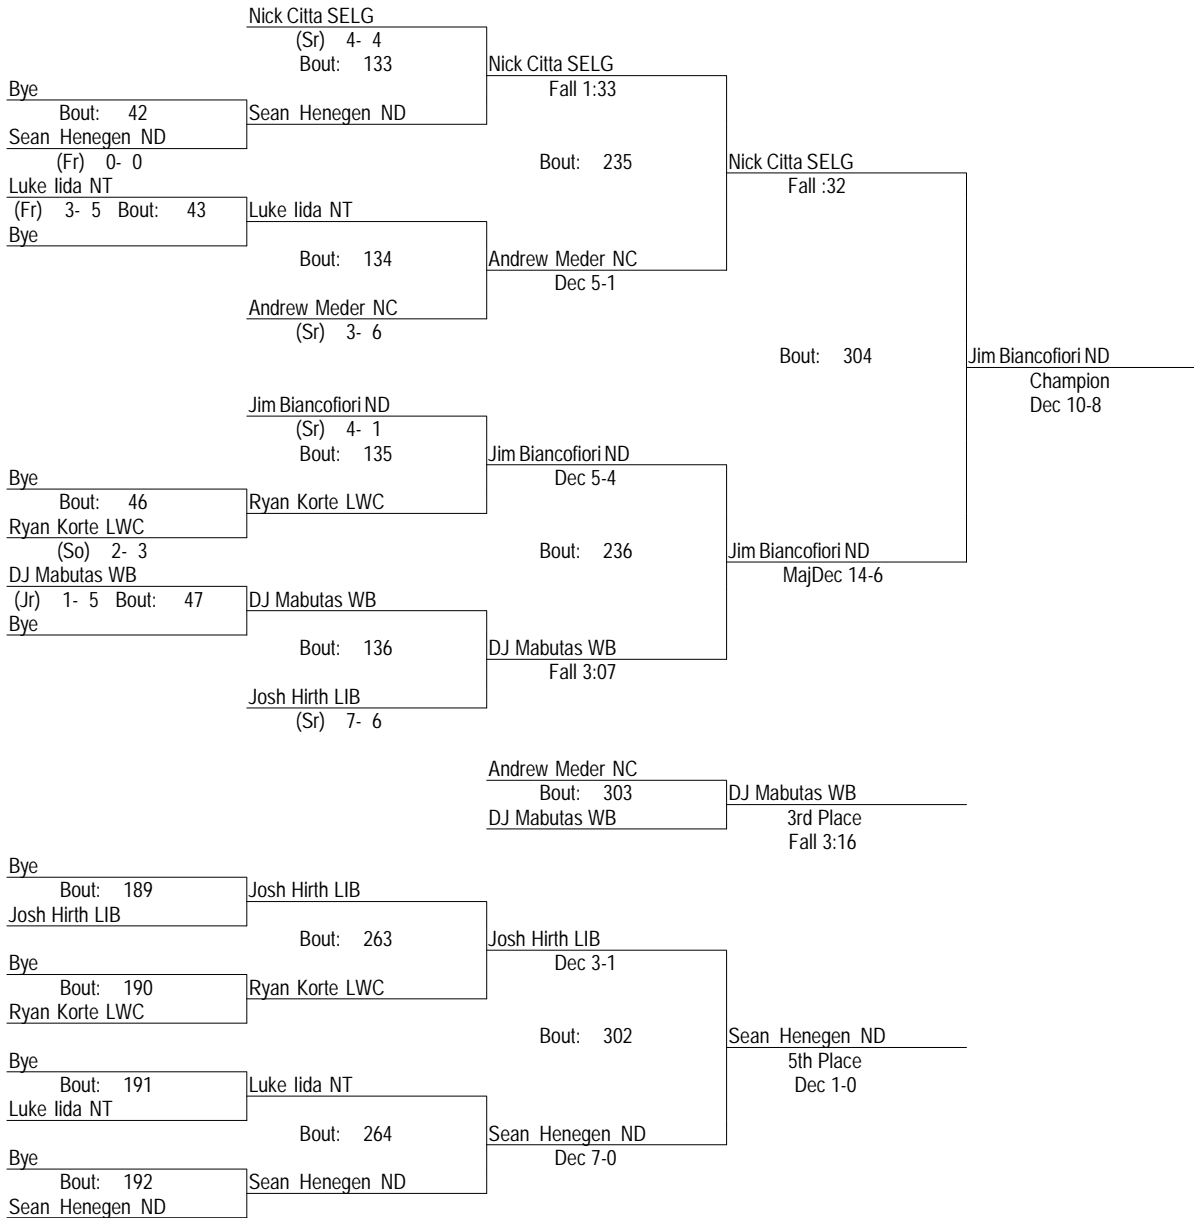 Nick Citta SELG
(Sr) 4- 4
Bout: 133
Nick Citta SELG
Fall 1:33
Bye
Bout: 42
Sean Henegen ND
Sean Henegen ND
(Fr) 0- 0
Bout: 235
Nick Citta SELG
Fall :32
Luke Iida NT
(Fr) 3- 5 Bout: 43
Luke Iida NT
Bye
Bout: 134
Andrew Meder NC
Dec 5-1
Andrew Meder NC
(Sr) 3- 6
Bout: 304
Jim Biancofiori ND
Champion
Dec 10-8
Jim Biancofiori ND
(Sr) 4- 1
Bout: 135
Jim Biancofiori ND
Dec 5-4
Bye
Bout: 46
Ryan Korte LWC
Ryan Korte LWC
(So) 2- 3
Bout: 236
Jim Biancofiori ND
MajDec 14-6
DJ Mabutas WB
(Jr) 1- 5 Bout: 47
DJ Mabutas WB
Bye
Bout: 136
DJ Mabutas WB
Fall 3:07
Josh Hirth LIB
(Sr) 7- 6
Andrew Meder NC
Bout: 303
DJ Mabutas WB
DJ Mabutas WB
3rd Place
Fall 3:16
Bye
Bout: 189
Josh Hirth LIB
Josh Hirth LIB
Bout: 263
Josh Hirth LIB
Dec 3-1
Bye
Bout: 190
Ryan Korte LWC
Ryan Korte LWC
Bout: 302
Sean Henegen ND
5th Place
Dec 1-0
Bye
Bout: 191
Luke Iida NT
Luke Iida NT
Bout: 264
Sean Henegen ND
Dec 7-0
Bye
Bout: 192
Sean Henegen ND
Sean Henegen ND